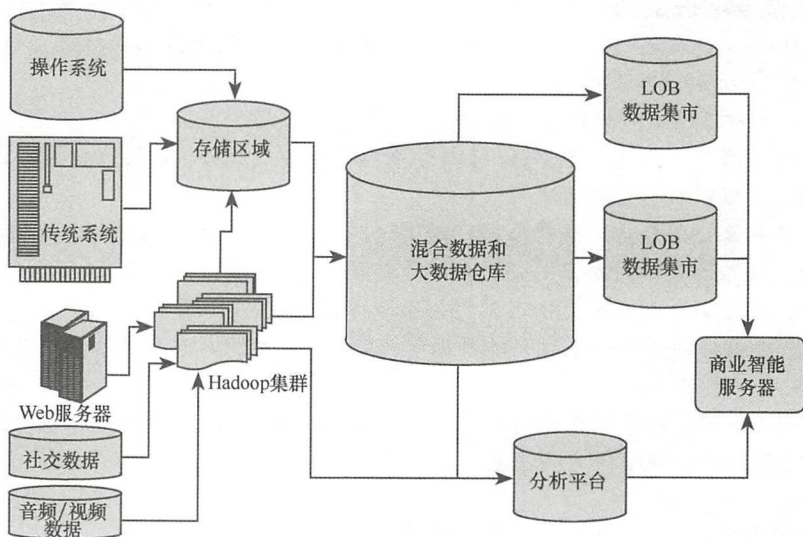 操作系统
存储区域
传统系统
LOB
数据集市
混合数据和
大数据仓库
LOB
数据集市
Hadoop集群
Web服务器
商业智能
服务器
社交数据
分析平台
音频/视频
数据